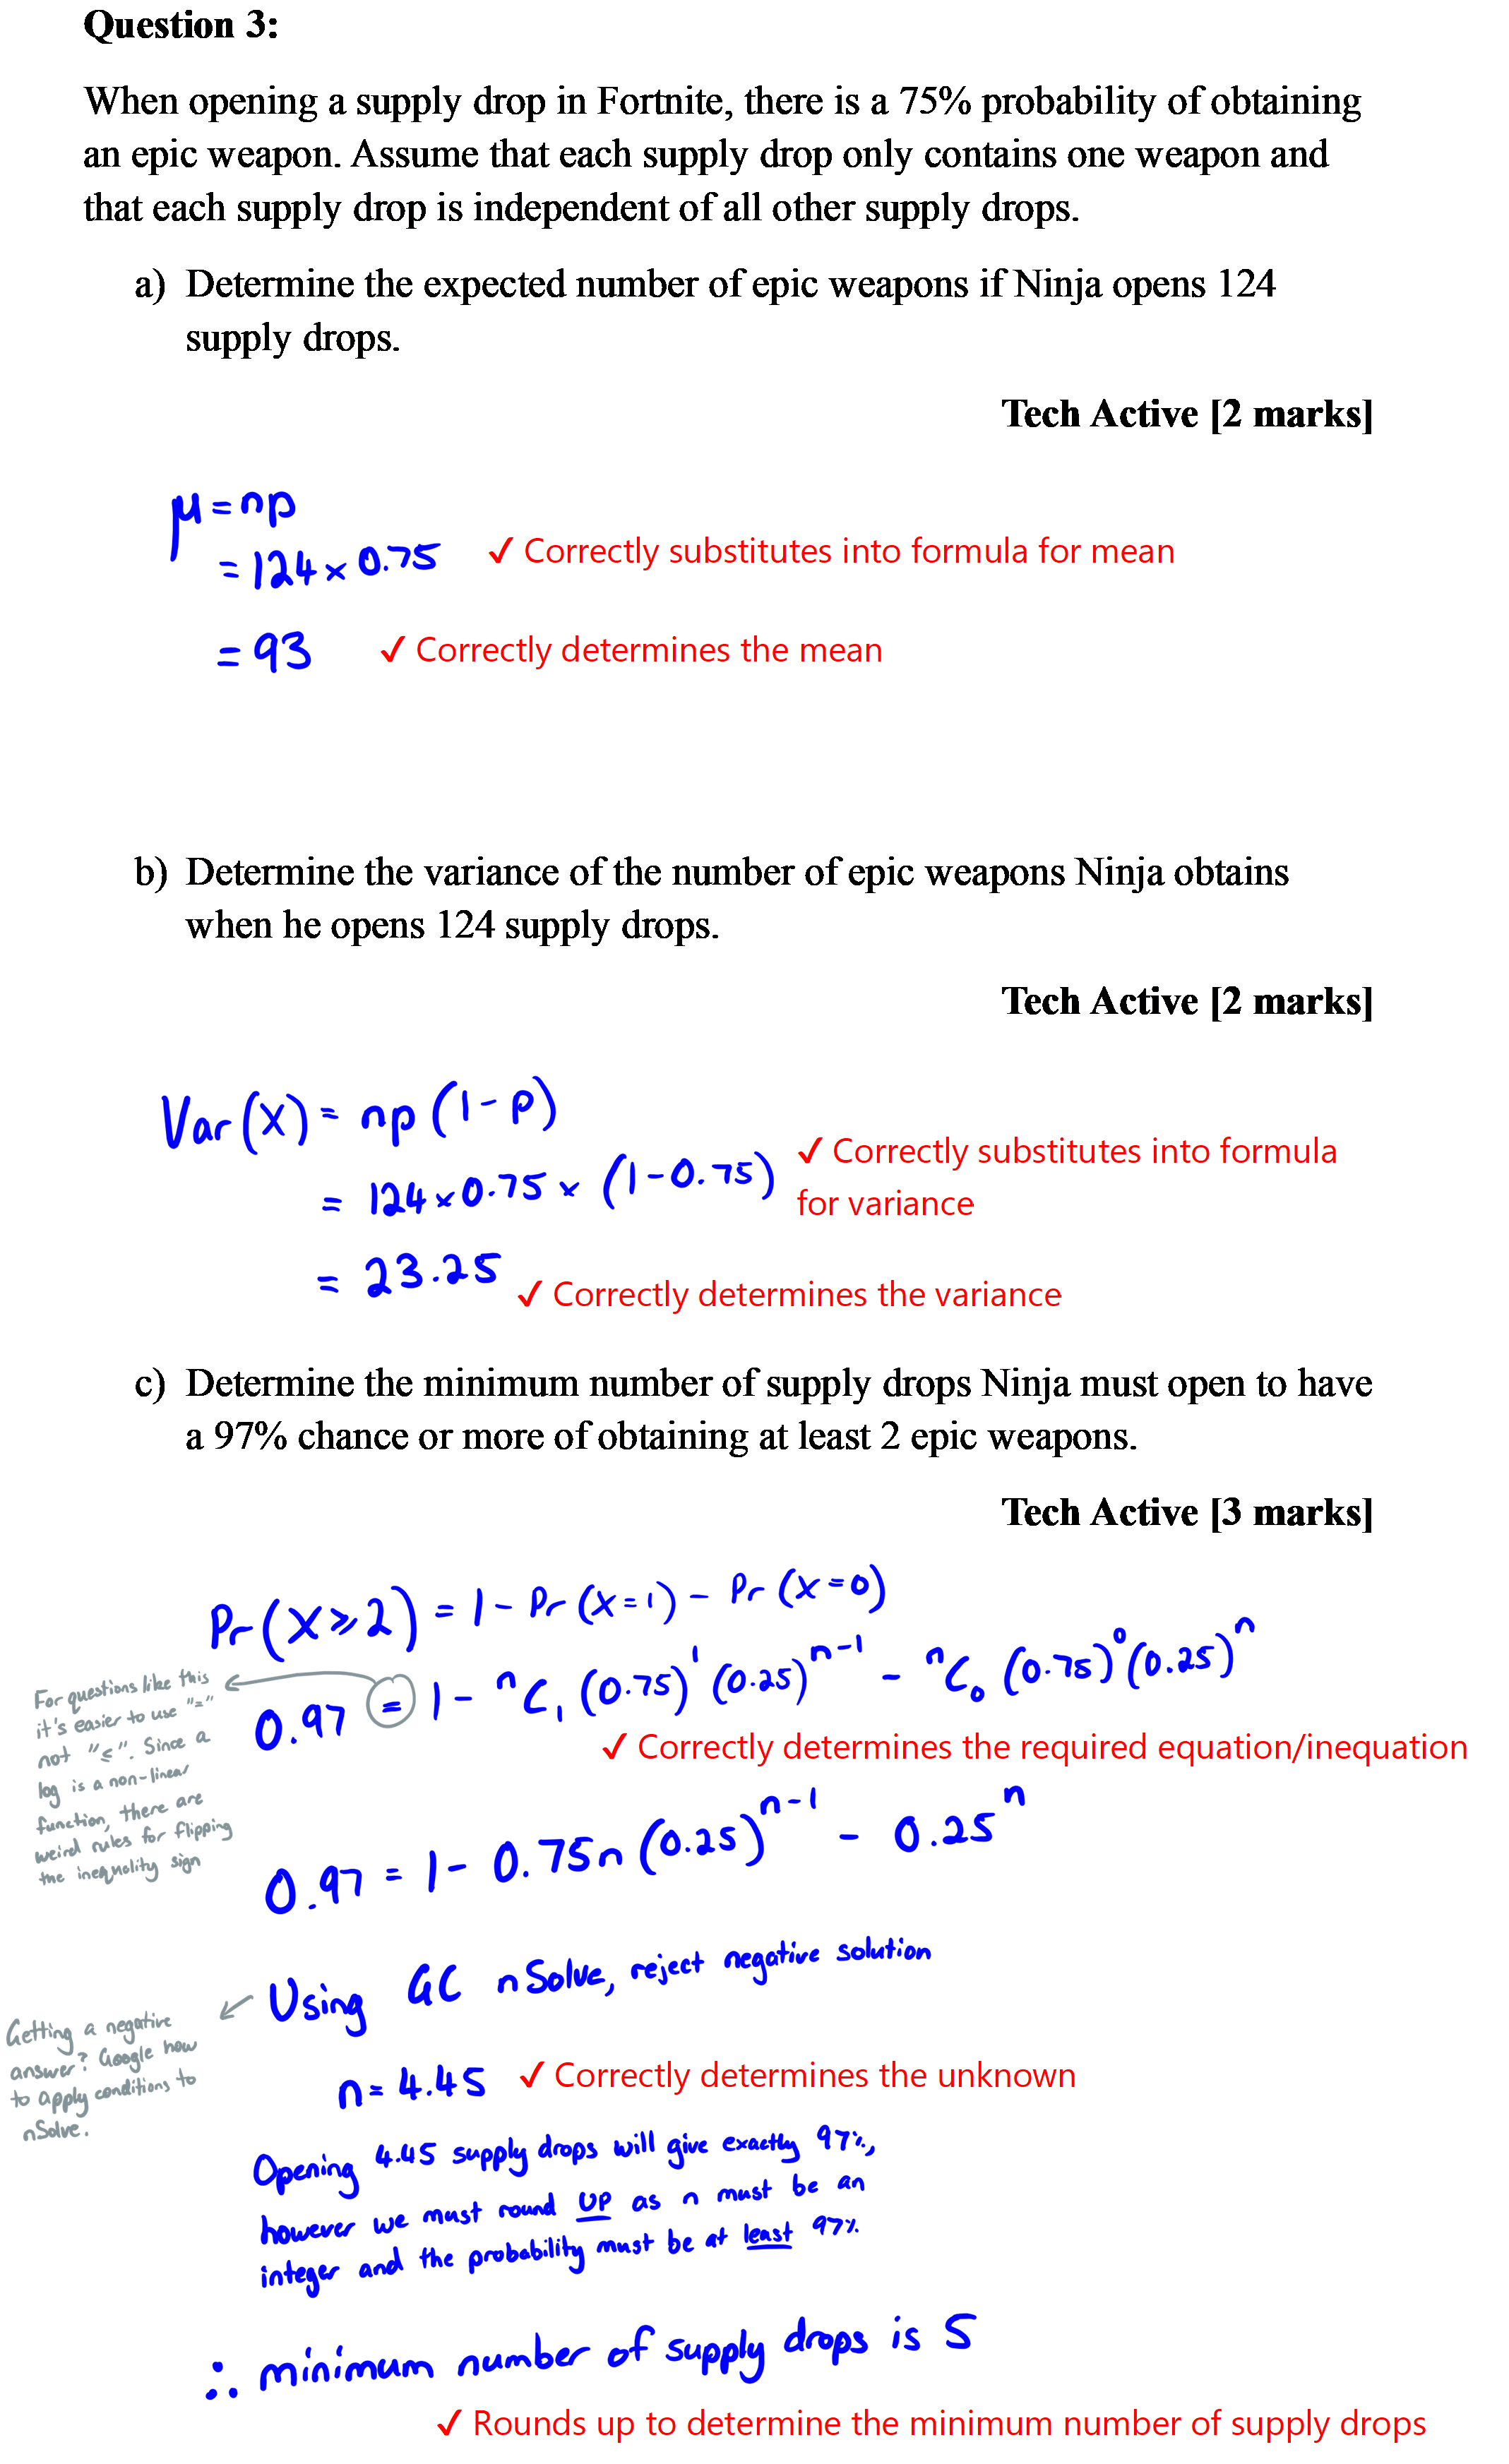 Question 3:
When opening a supply drop in Fortnite, there is a 75% probability of obtaining
an epic weapon. Assume that each supply drop only contains one weapon and
that each supply drop is independent of all other supply drops.
a) Determine the expected number of epic weapons if Ninja opens 124
supply drops.
Tech Active [2 marks]
μ = np
= 124 × 0.75 ✓ Correctly substitutes into formula for mean
= 93 ✓ Correctly determines the mean
b) Determine the variance of the number of epic weapons Ninja obtains
when he opens 124 supply drops.
Tech Active [2 marks]
Var(X) = np(1-p)
= 124 × 0.75 × (1-0.75) ✓ Correctly substitutes into formula
for variance
= 23.25 ✓ Correctly determines the variance
c) Determine the minimum number of supply drops Ninja must open to have
a 97% chance or more of obtaining at least 2 epic weapons.
Tech Active [3 marks]
Pr(X⩾2) = 1 - Pr(X=1) - Pr(X=0)
0.97 = 1 - ⁿC₁ (0.75)¹ (0.25)ⁿ⁻¹ - ⁿC₀ (0.75)⁰ (0.25)ⁿ
For questions like this
it's easier to use "="
not "≤". Since a
log is a non-linear
function, there are
weird rules for flipping
the inequality sign
✓ Correctly determines the required equation/inequation
0.97 = 1 - 0.75n (0.25)ⁿ⁻¹ - 0.25ⁿ
Using GC nSolve, reject negative solution
Getting a negative
answer? Google how
to apply conditions to
nSolve.
n = 4.45 ✓ Correctly determines the unknown
Opening 4.45 supply drops will give exactly 97%,
however we must round UP as n must be an
integer and the probability must be at least 97%
∴ minimum number of supply drops is 5
✓ Rounds up to determine the minimum number of supply drops